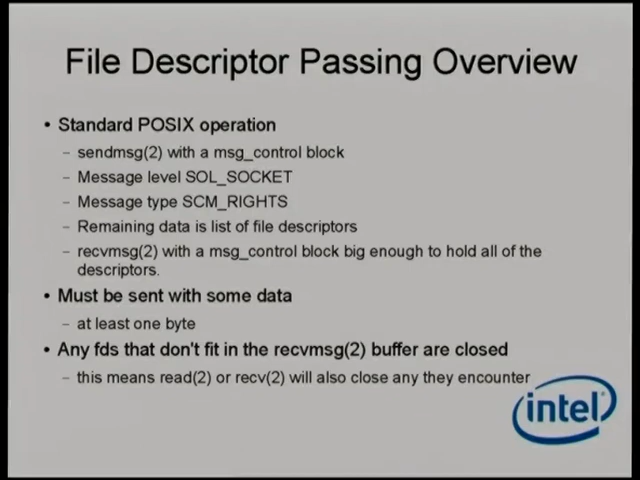 File Descriptor Passing Overview
• Standard POSIX operation
– sendmsg(2) with a msg_control block
– Message level SOL_SOCKET
– Message type SCM_RIGHTS
– Remaining data is list of file descriptors
– recvmsg(2) with a msg_control block big enough to hold all of the
descriptors.
• Must be sent with some data
– at least one byte
• Any fds that don't fit in the recvmsg(2) buffer are closed
– this means read(2) or recv(2) will also close any they encounter
intel